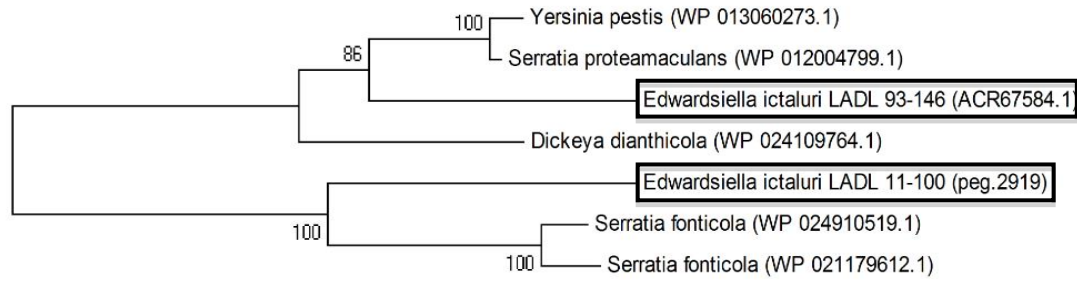 100
Yersinia pestis (WP 013060273.1)
86
Serratia proteamaculans (WP 012004799.1)
Edwardsiella ictaluri LADL 93-146 (ACR67584.1)
Dickeya dianthicola (WP 024109764.1)
Edwardsiella ictaluri LADL 11-100 (peg.2919)
100
Serratia fonticola (WP 024910519.1)
100
Serratia fonticola (WP 021179612.1)